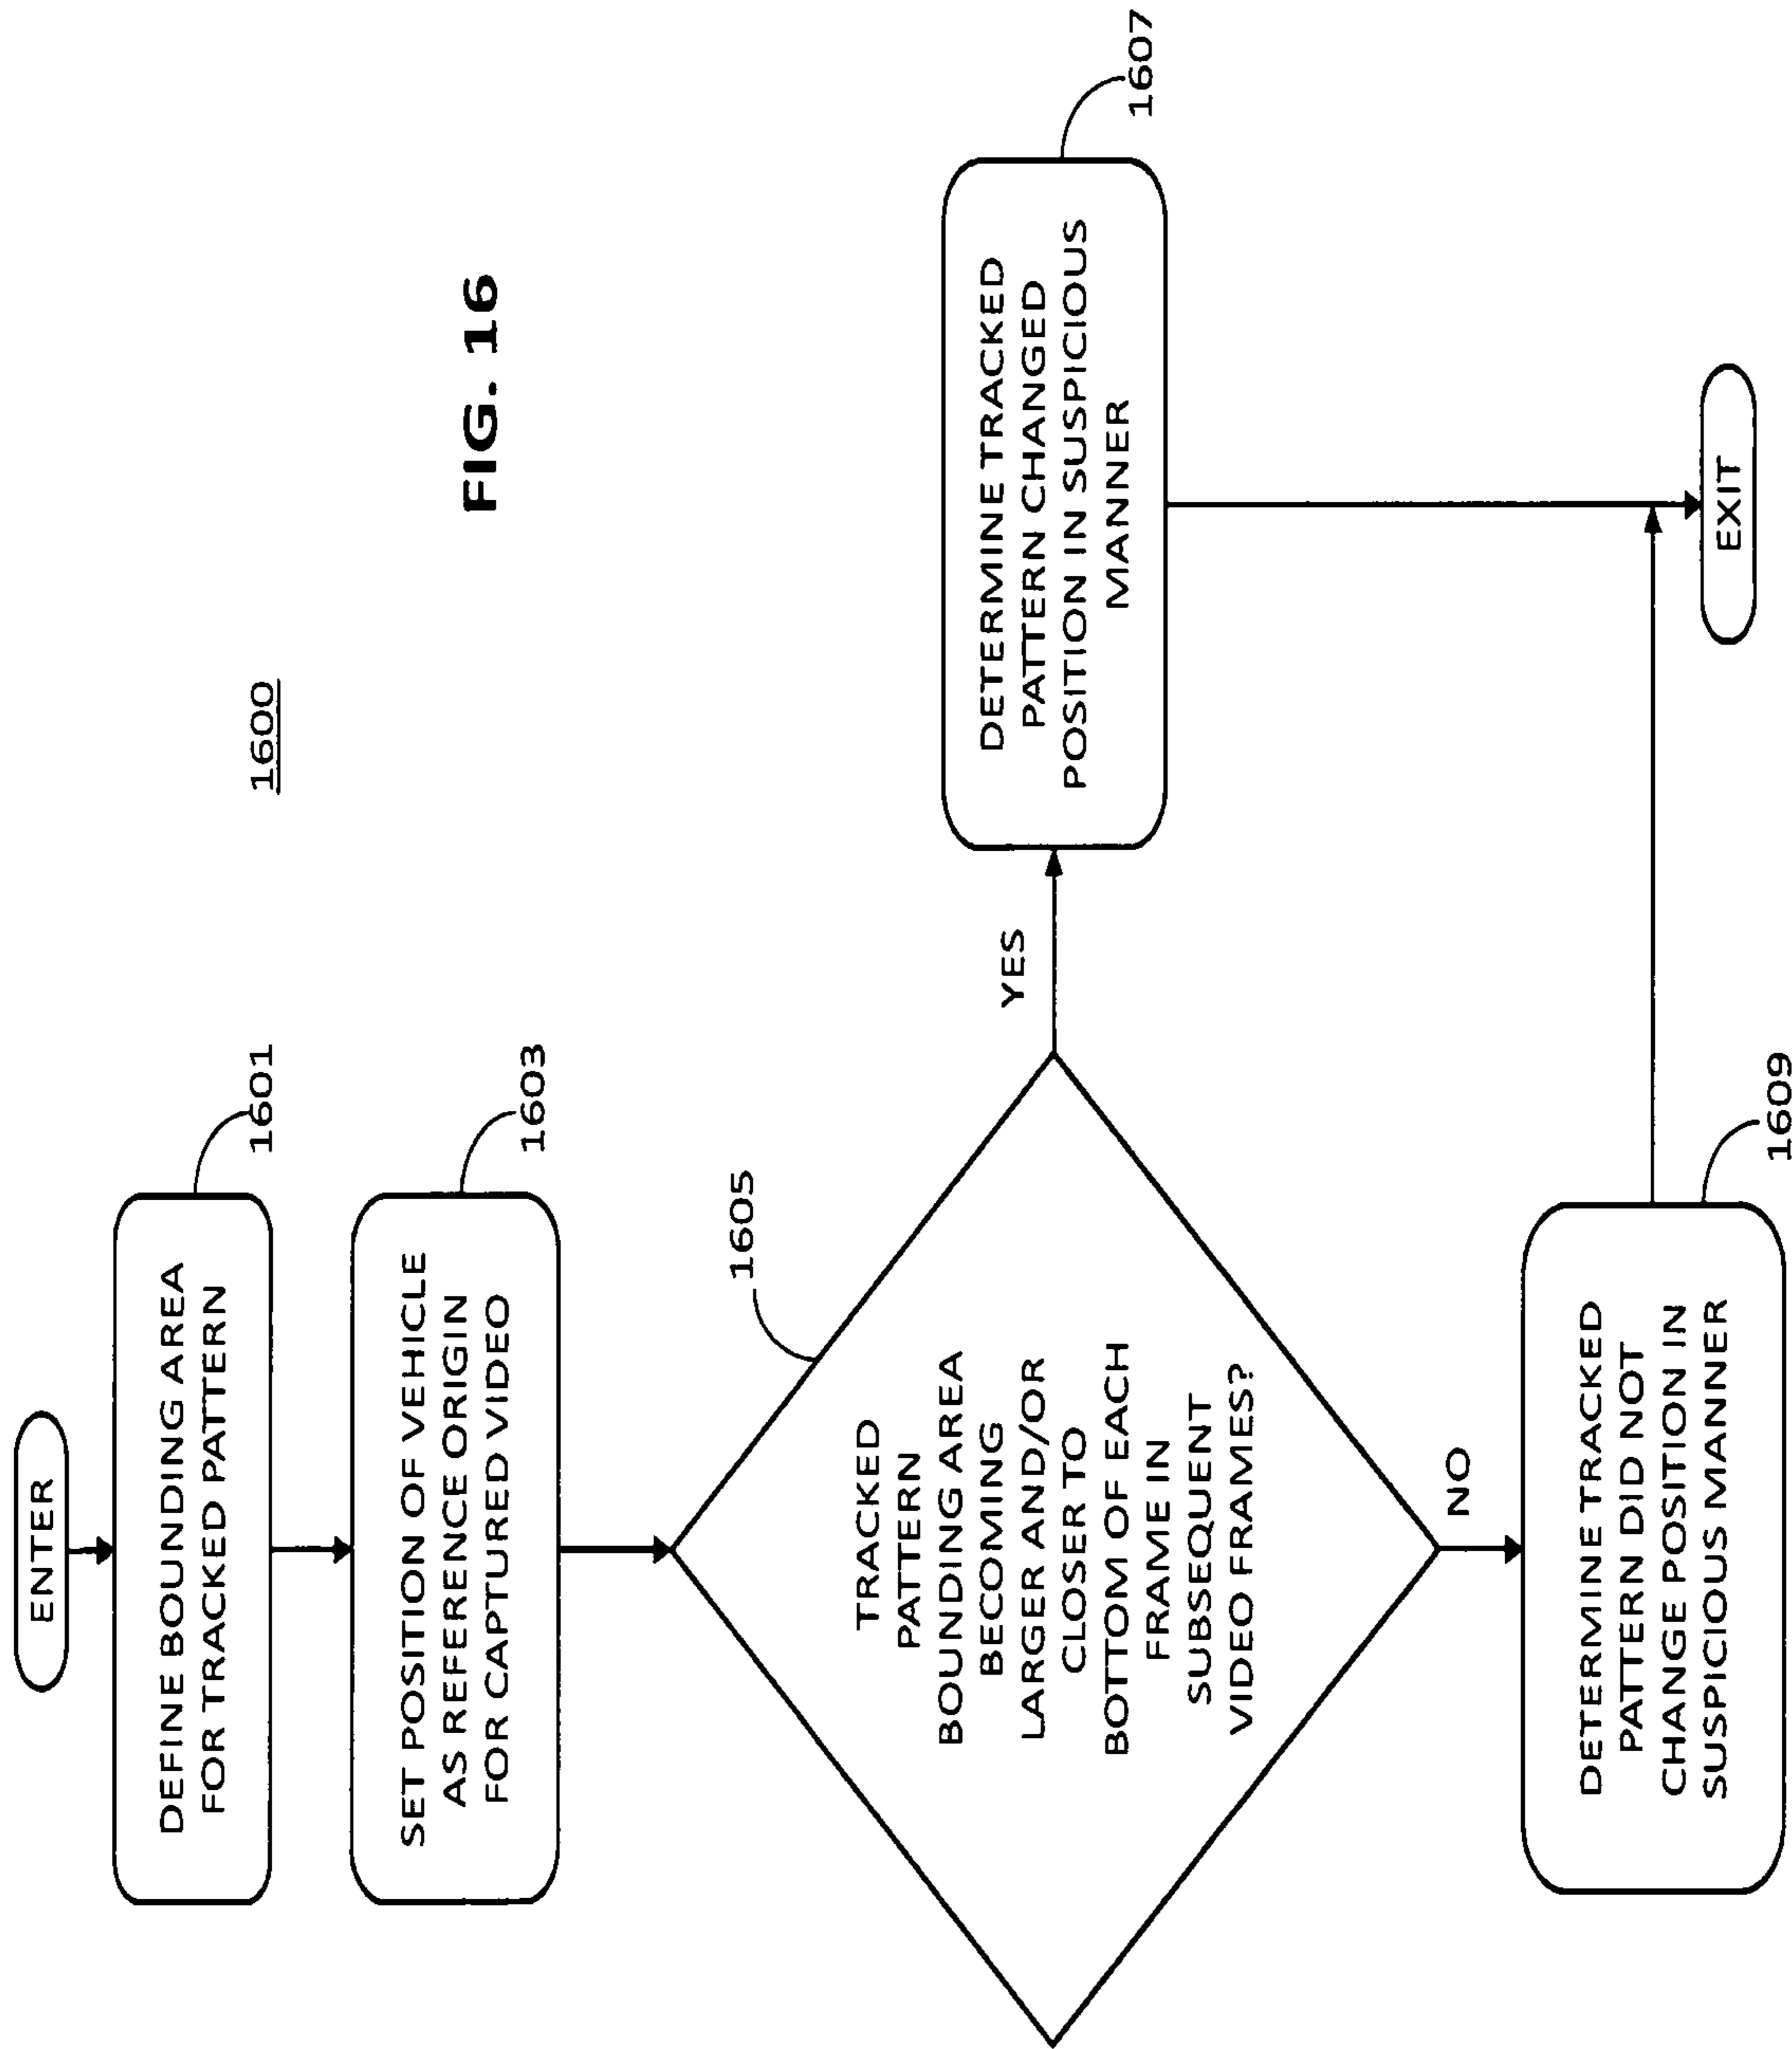 1600
FIG. 16
ENTER
DEFINE BOUNDING AREA
FOR TRACKED PATTERN
1601
SET POSITION OF VEHICLE
AS REFERENCE ORIGIN
FOR CAPTURED VIDEO
1603
TRACKED
PATTERN
BOUNDING AREA
BECOMING
LARGER AND/OR
CLOSER TO
BOTTOM OF EACH
FRAME IN
SUBSEQUENT
VIDEO FRAMES?
1605
YES
DETERMINE TRACKED
PATTERN CHANGED
POSITION IN SUSPICIOUS
MANNER
1607
NO
DETERMINE TRACKED
PATTERN DID NOT
CHANGE POSITION IN
SUSPICIOUS MANNER
1609
EXIT